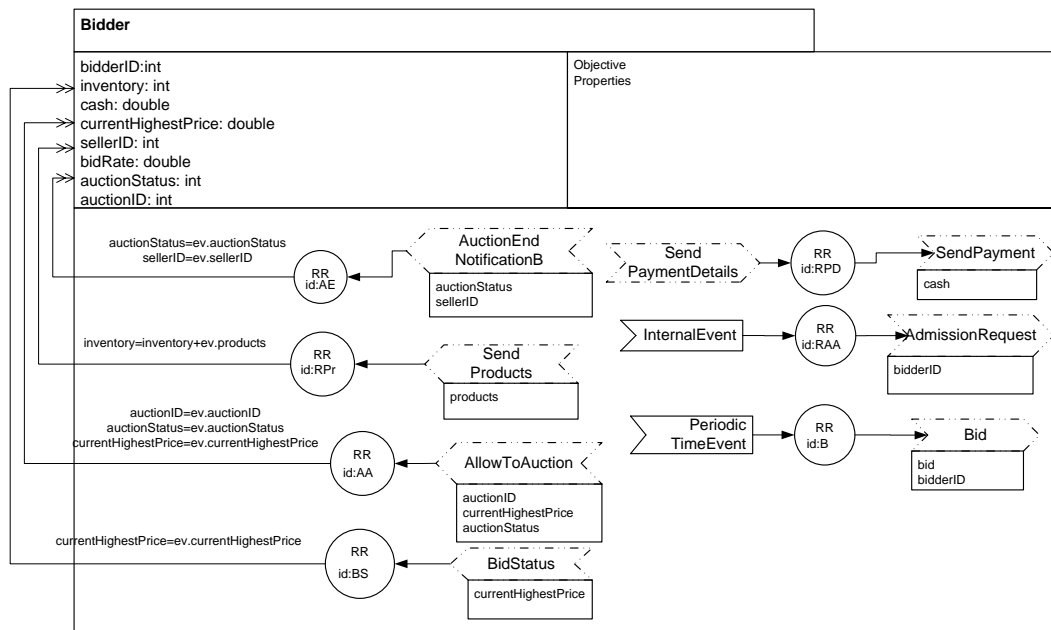 Bidder
bidderID:int
inventory: int
cash: double
currentHighestPrice: double
sellerID: int
bidRate: double
auctionStatus: int
auctionID: int
Objective
Properties
auctionStatus=ev.auctionStatus
sellerID=ev.sellerID
RR
id:AE
AuctionEnd
NotificationB
auctionStatus
sellerID
Send
PaymentDetails
RR
id:RPD
SendPayment
cash
inventory=inventory+ev.products
RR
id:RPr
Send
Products
products
InternalEvent
RR
id:RAA
AdmissionRequest
bidderID
auctionID=ev.auctionID
auctionStatus=ev.auctionStatus
currentHighestPrice=ev.currentHighestPrice
RR
id:AA
AllowToAuction
auctionID
currentHighestPrice
auctionStatus
Periodic
TimeEvent
RR
id:B
Bid
bid
bidderID
currentHighestPrice=ev.currentHighestPrice
RR
id:BS
BidStatus
currentHighestPrice